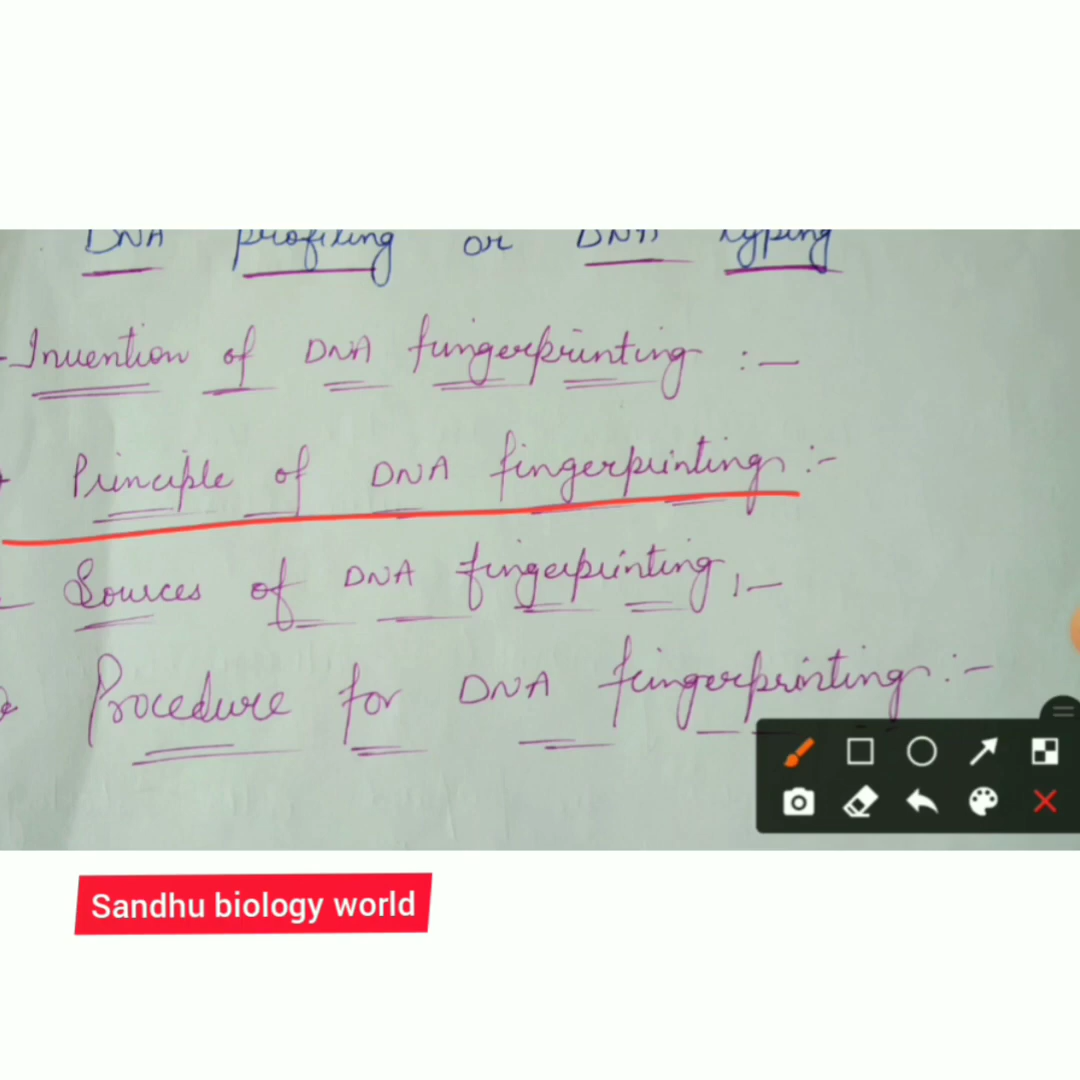 DNA profiling or DNA typing
Invention of DNA fingerprinting :-
Principle of DNA fingerprinting :-
Sources of DNA fingerprinting :-
Procedure for DNA fingerprinting :-
Sandhu biology world